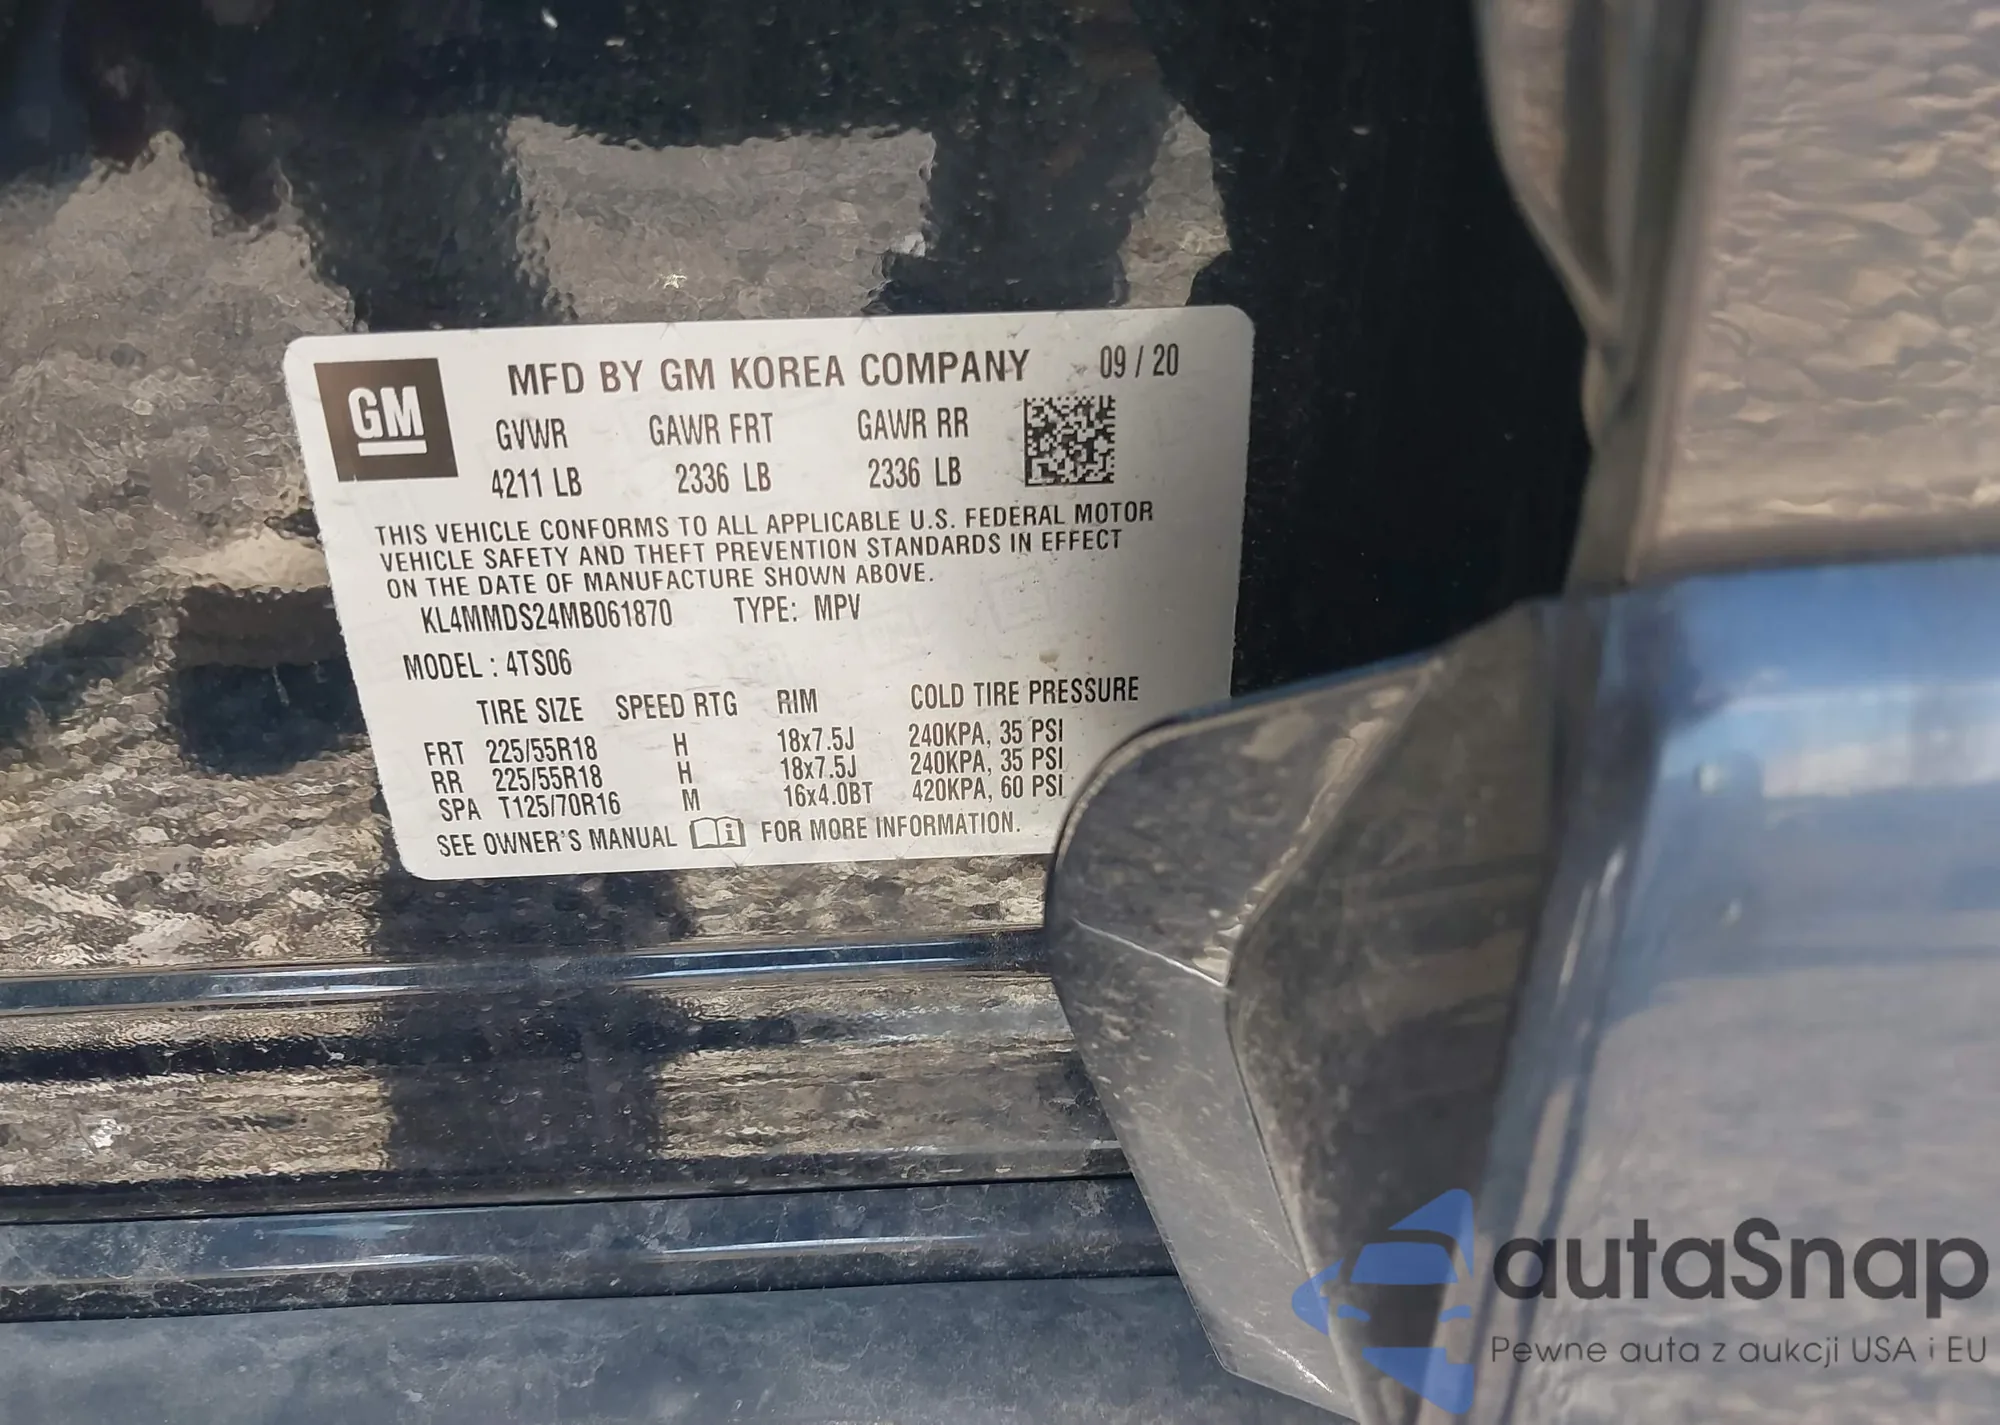 GM
MFD BY GM KOREA COMPANY 09 / 20
GVWR GAWR FRT GAWR RR
4211 LB 2336 LB 2336 LB
THIS VEHICLE CONFORMS TO ALL APPLICABLE U.S. FEDERAL MOTOR
VEHICLE SAFETY AND THEFT PREVENTION STANDARDS IN EFFECT
ON THE DATE OF MANUFACTURE SHOWN ABOVE.
KL4MMDS24MB061870 TYPE: MPV
MODEL : 4TS06
TIRE SIZE SPEED RTG RIM COLD TIRE PRESSURE
FRT 225/55R18 H 18x7.5J 240KPA, 35 PSI
RR 225/55R18 H 18x7.5J 240KPA, 35 PSI
SPA T125/70R16 M 16x4.0BT 420KPA, 60 PSI
SEE OWNER'S MANUAL i FOR MORE INFORMATION.
autaSnap
Pewne auta z aukcji USA i EU